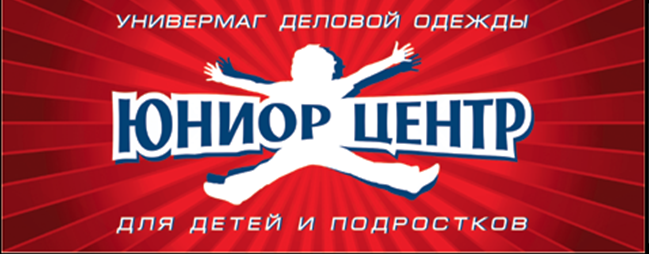 УНИВЕРМАГ ДЕЛОВОЙ ОДЕЖДЫ
ЮНИОР ЦЕНТР
ДЛЯ ДЕТЕЙ И ПОДРОСТКОВ